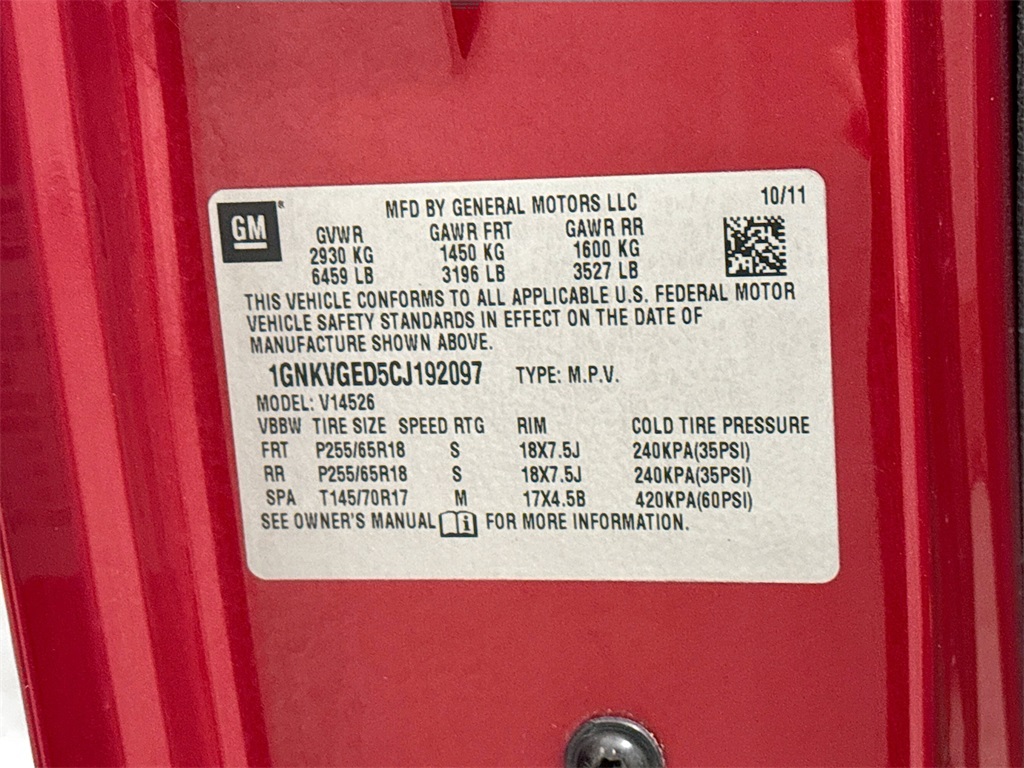 GM®
MFD BY GENERAL MOTORS LLC 10/11
GVWR GAWR FRT GAWR RR
2930 KG 1450 KG 1600 KG
6459 LB 3196 LB 3527 LB
THIS VEHICLE CONFORMS TO ALL APPLICABLE U.S. FEDERAL MOTOR
VEHICLE SAFETY STANDARDS IN EFFECT ON THE DATE OF
MANUFACTURE SHOWN ABOVE.
1GNKVGED5CJ192097 TYPE: M.P.V.
MODEL: V14526
VBBW TIRE SIZE SPEED RTG RIM COLD TIRE PRESSURE
FRT P255/65R18 S 18X7.5J 240KPA(35PSI)
RR P255/65R18 S 18X7.5J 240KPA(35PSI)
SPA T145/70R17 M 17X4.5B 420KPA(60PSI)
SEE OWNER'S MANUAL i FOR MORE INFORMATION.